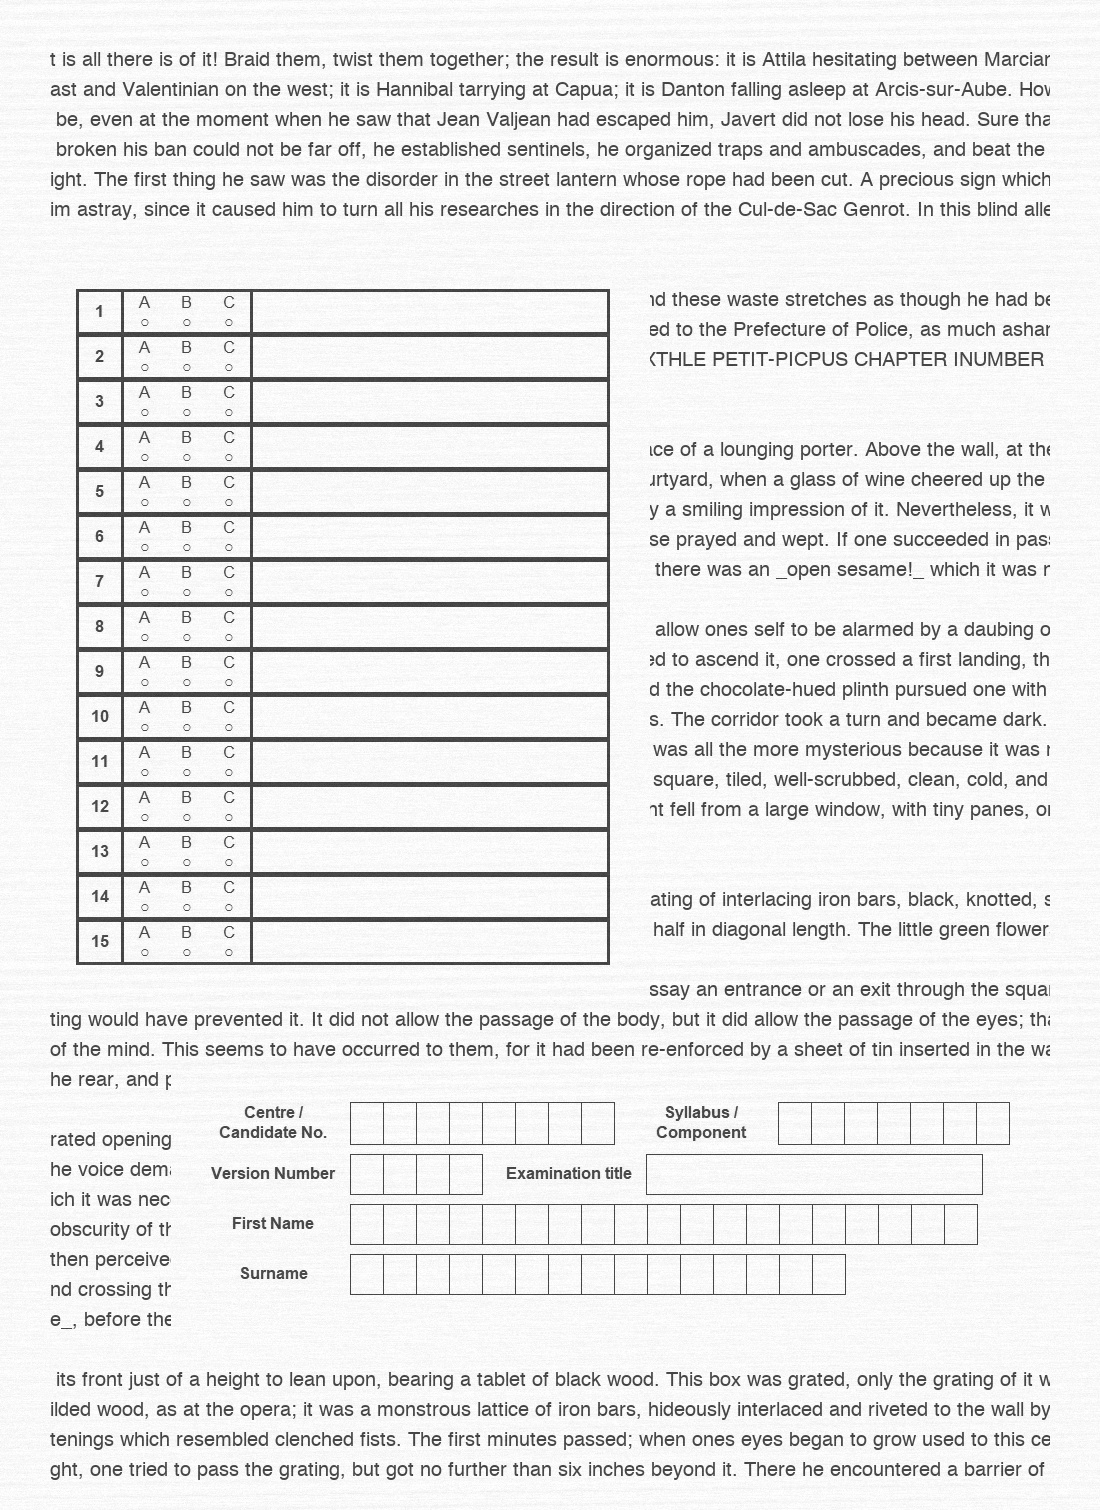 t is all there is of it! Braid them, twist them together; the result is enormous: it is Attila hesitating between Marcian
ast and Valentinian on the west; it is Hannibal tarrying at Capua; it is Danton falling asleep at Arcis-sur-Aube. How
be, even at the moment when he saw that Jean Valjean had escaped him, Javert did not lose his head. Sure tha
broken his ban could not be far off, he established sentinels, he organized traps and ambuscades, and beat the
ight. The first thing he saw was the disorder in the street lantern whose rope had been cut. A precious sign which
im astray, since it caused him to turn all his researches in the direction of the Cul-de-Sac Genrot. In this blind alle
1 A B C
2 A B C
3 A B C
4 A B C
5 A B C
6 A B C
7 A B C
8 A B C
9 A B C
10 A B C
11 A B C
12 A B C
13 A B C
14 A B C
15 A B C
nd these waste stretches as though he had be
ed to the Prefecture of Police, as much ashar
XTHLE PETIT-PICPUS CHAPTER INUMBER
ace of a lounging porter. Above the wall, at the
urtyard, when a glass of wine cheered up the
y a smiling impression of it. Nevertheless, it w
se prayed and wept. If one succeeded in pas
there was an _open sesame!_ which it was n
allow ones self to be alarmed by a daubing o
ed to ascend it, one crossed a first landing, th
d the chocolate-hued plinth pursued one with
s. The corridor took a turn and became dark.
was all the more mysterious because it was n
square, tiled, well-scrubbed, clean, cold, and
nt fell from a large window, with tiny panes, on
ating of interlacing iron bars, black, knotted, s
half in diagonal length. The little green flower
ssay an entrance or an exit through the squar
ting would have prevented it. It did not allow the passage of the body, but it did allow the passage of the eyes; tha
of the mind. This seems to have occurred to them, for it had been re-enforced by a sheet of tin inserted in the wa
he rear, and p
rated opening
he voice dema
ich it was nec
obscurity of th
then perceive
nd crossing th
e_, before the
Centre /
Candidate No.
Syllabus /
Component
Version Number
Examination title
First Name
Surname
its front just of a height to lean upon, bearing a tablet of black wood. This box was grated, only the grating of it w
ilded wood, as at the opera; it was a monstrous lattice of iron bars, hideously interlaced and riveted to the wall by
tenings which resembled clenched fists. The first minutes passed; when ones eyes began to grow used to this ce
ght, one tried to pass the grating, but got no further than six inches beyond it. There he encountered a barrier of